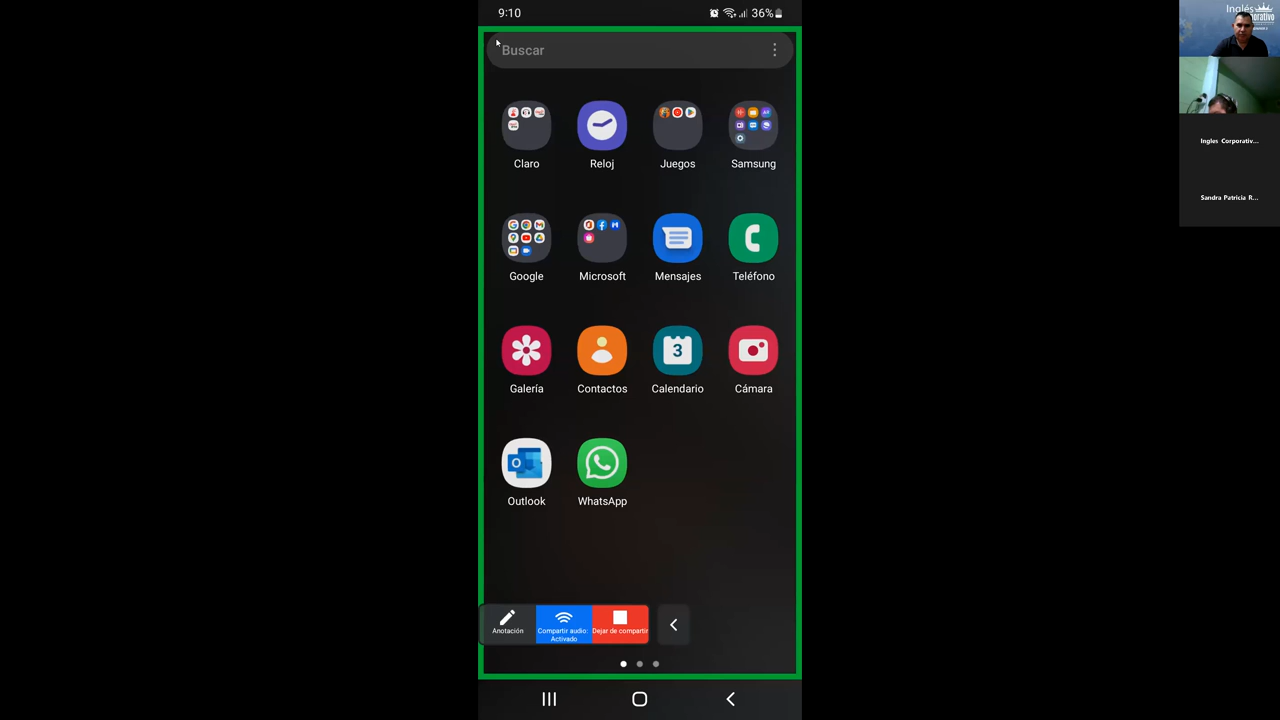 9:10
36%
Buscar
Claro
Reloj
Juegos
Samsung
Google
Microsoft
Mensajes
Teléfono
3
Galería
Contactos
Calendario
Cámara
Outlook
WhatsApp
Anotación
Compartir audio:
Activado
Dejar de compartir
Inglés
Ingles Corporativ...
Sandra Patricia R...